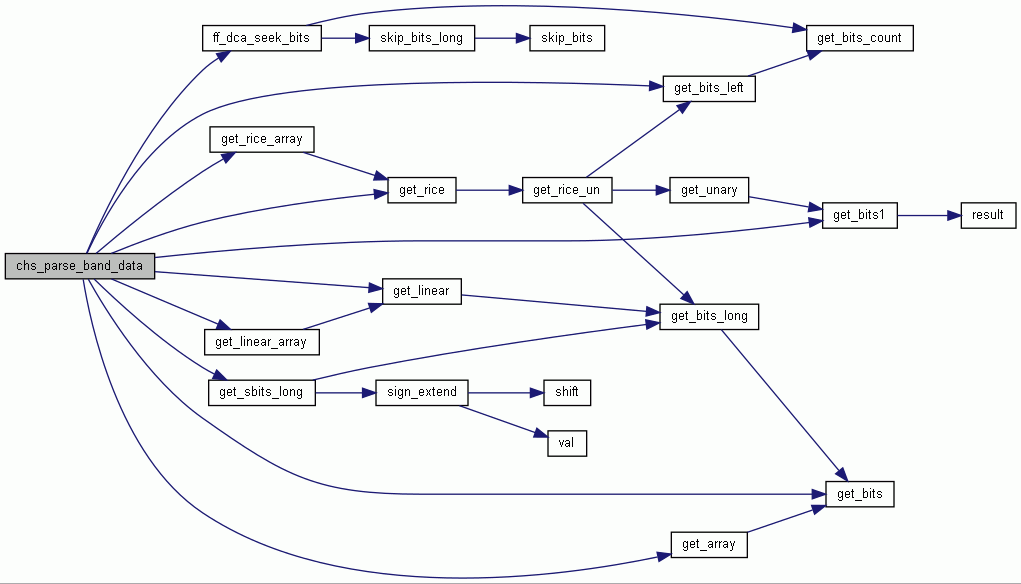 ff_dca_seek_bits
skip_bits_long
skip_bits
get_bits_count
get_bits_left
get_rice_array
get_rice
get_rice_un
get_unary
get_bits1
result
chs_parse_band_data
get_linear
get_bits_long
get_linear_array
get_sbits_long
sign_extend
shift
val
get_bits
get_array